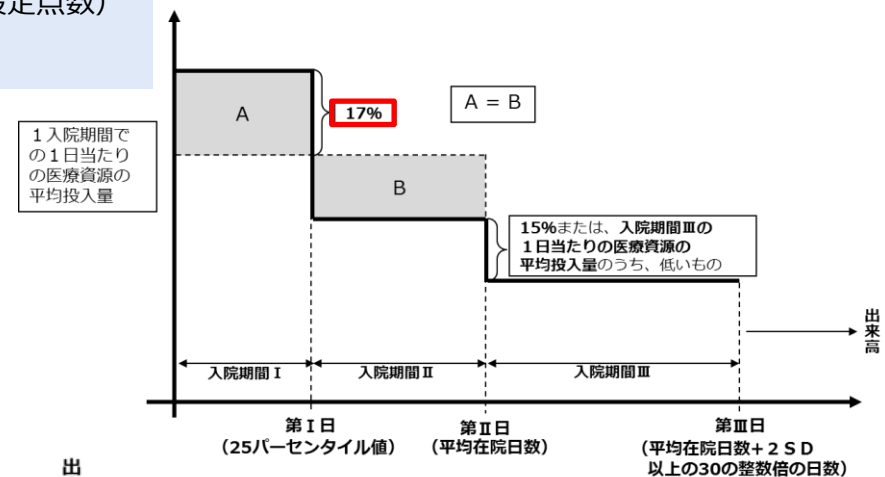 設定点数）
A
17%
A = B
１入院期間で
の１日当たり
の医療資源の
平均投入量
B
15%または、入院期間Ⅲの
１日当たりの医療資源の
平均投入量のうち、低いもの
出来高
入院期間Ⅰ
入院期間Ⅱ
入院期間Ⅲ
第Ⅰ日
（25パーセンタイル値）
第Ⅱ日
（平均在院日数）
第Ⅲ日
（平均在院日数+２ＳＤ
以上の30の整数倍の日数）
出